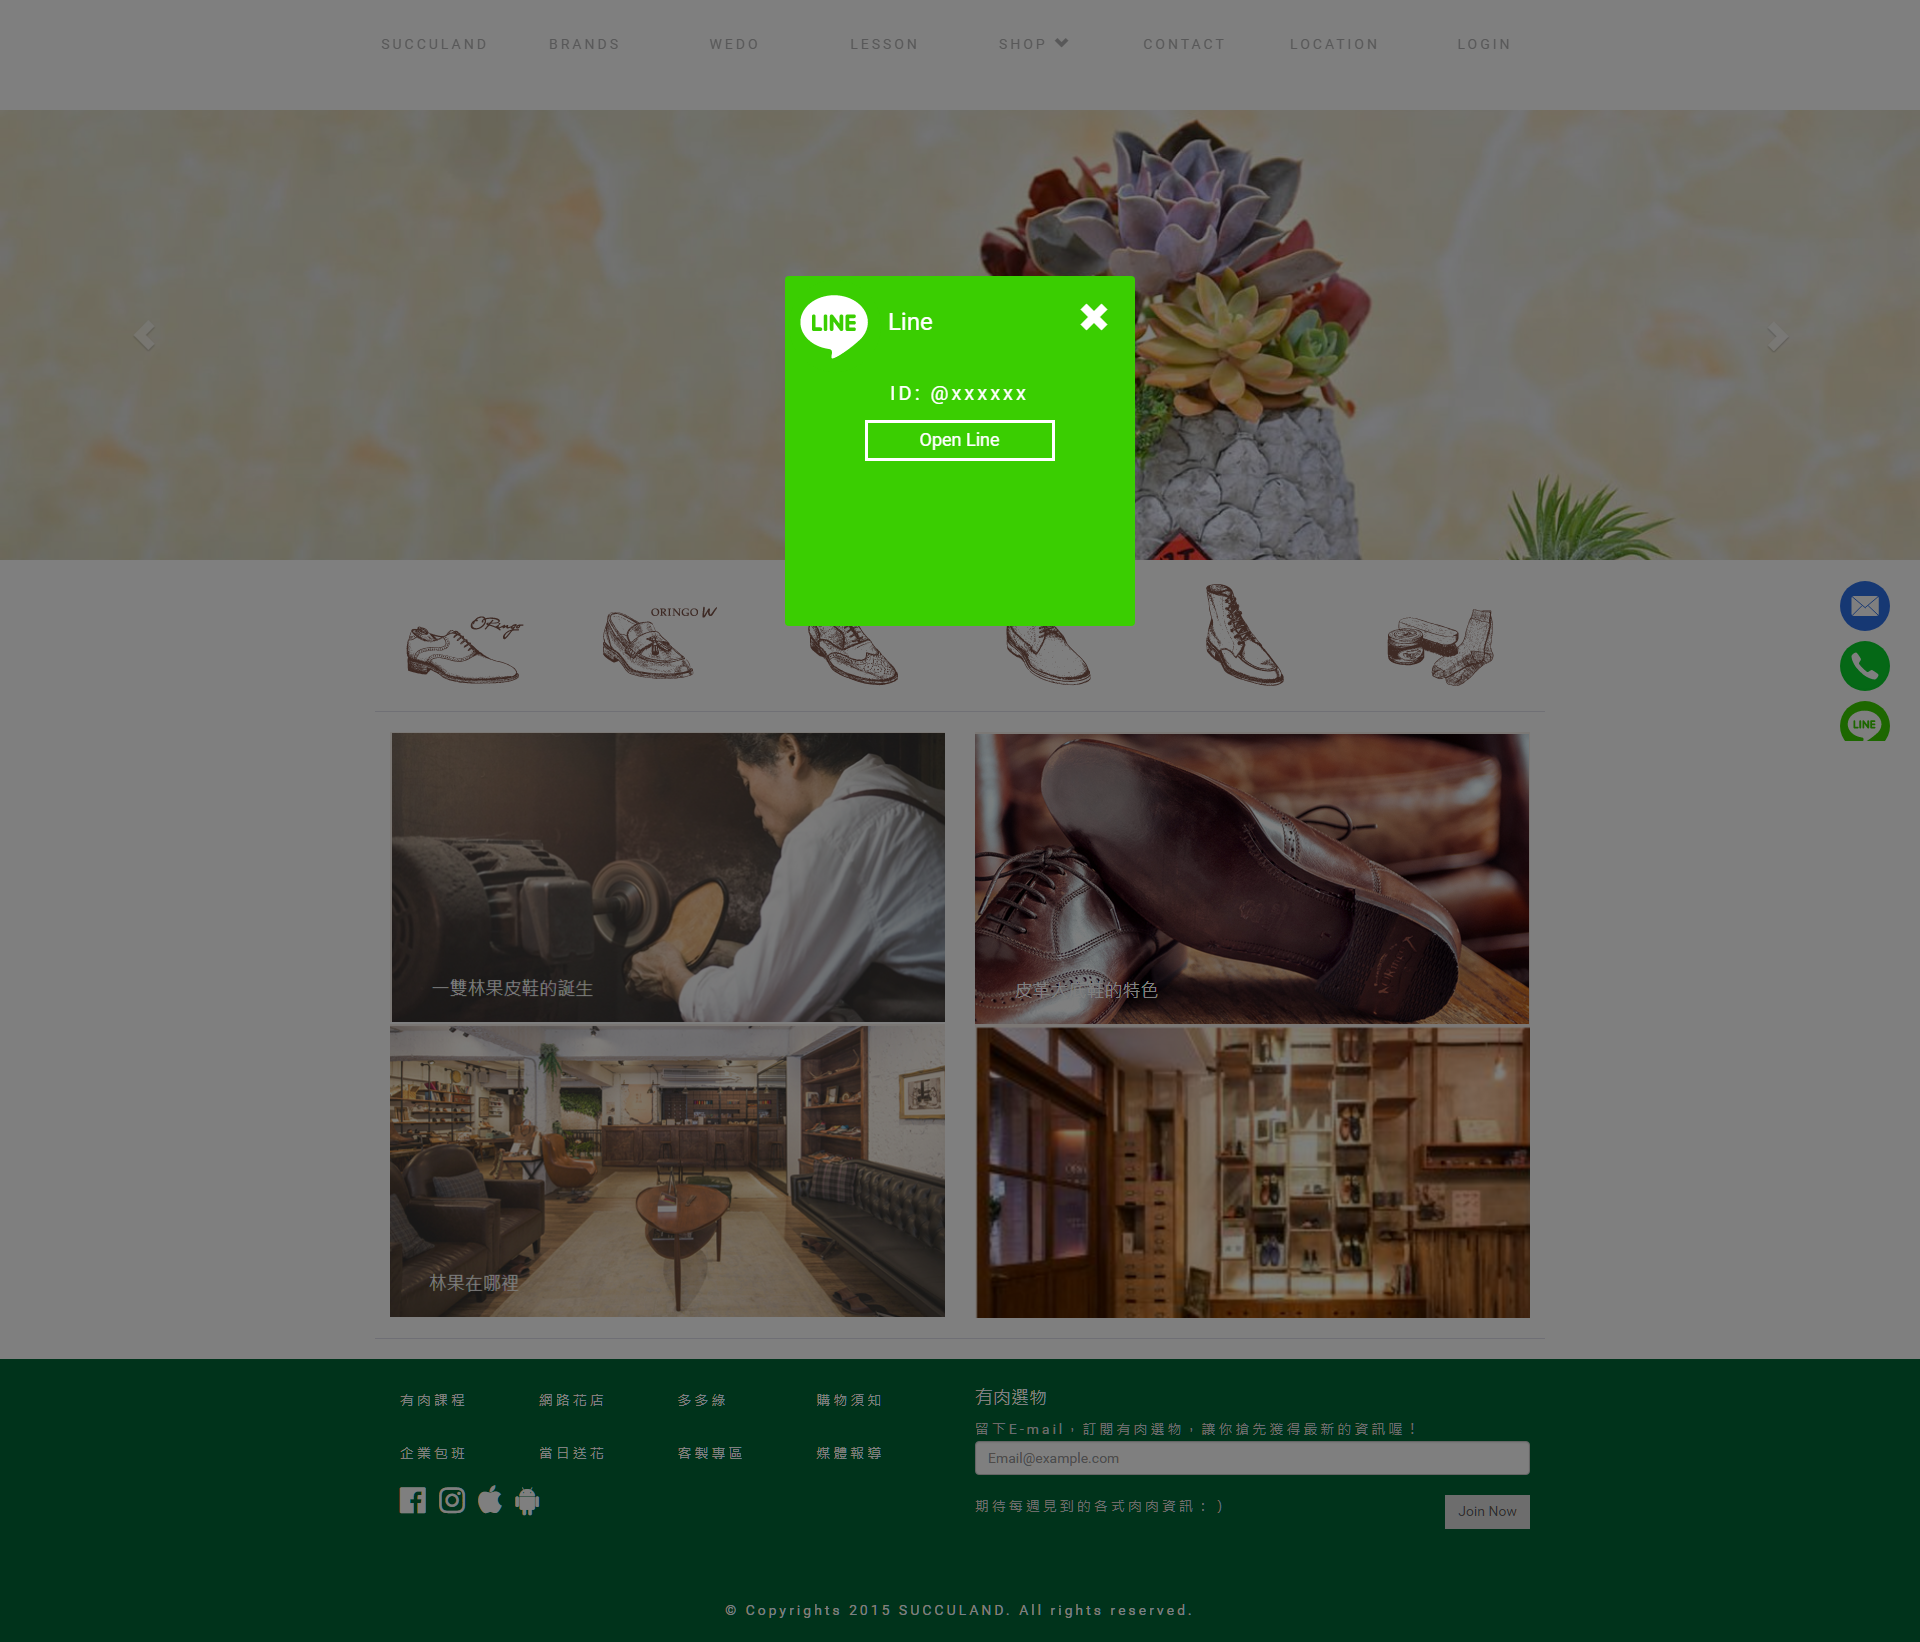 SUCCULAND BRANDS WEDO LESSON SHOP CONTACT LOCATION LOGIN
LINE Line
ID: @xxxxxx
Open Line
ORingo
ORINGO W
LINE
一雙林果皮鞋的誕生
皮革大底鞋的特色
林果在哪裡
有肉課程 網路花店 多多綠 購物須知
企業包班 當日送花 客製專區 媒體報導
有肉選物
留下E-mail，訂閱有肉選物，讓你搶先獲得最新的資訊喔！
Email@example.com
期待每週見到的各式肉肉資訊：）
Join Now
© Copyrights 2015 SUCCULAND. All rights reserved.